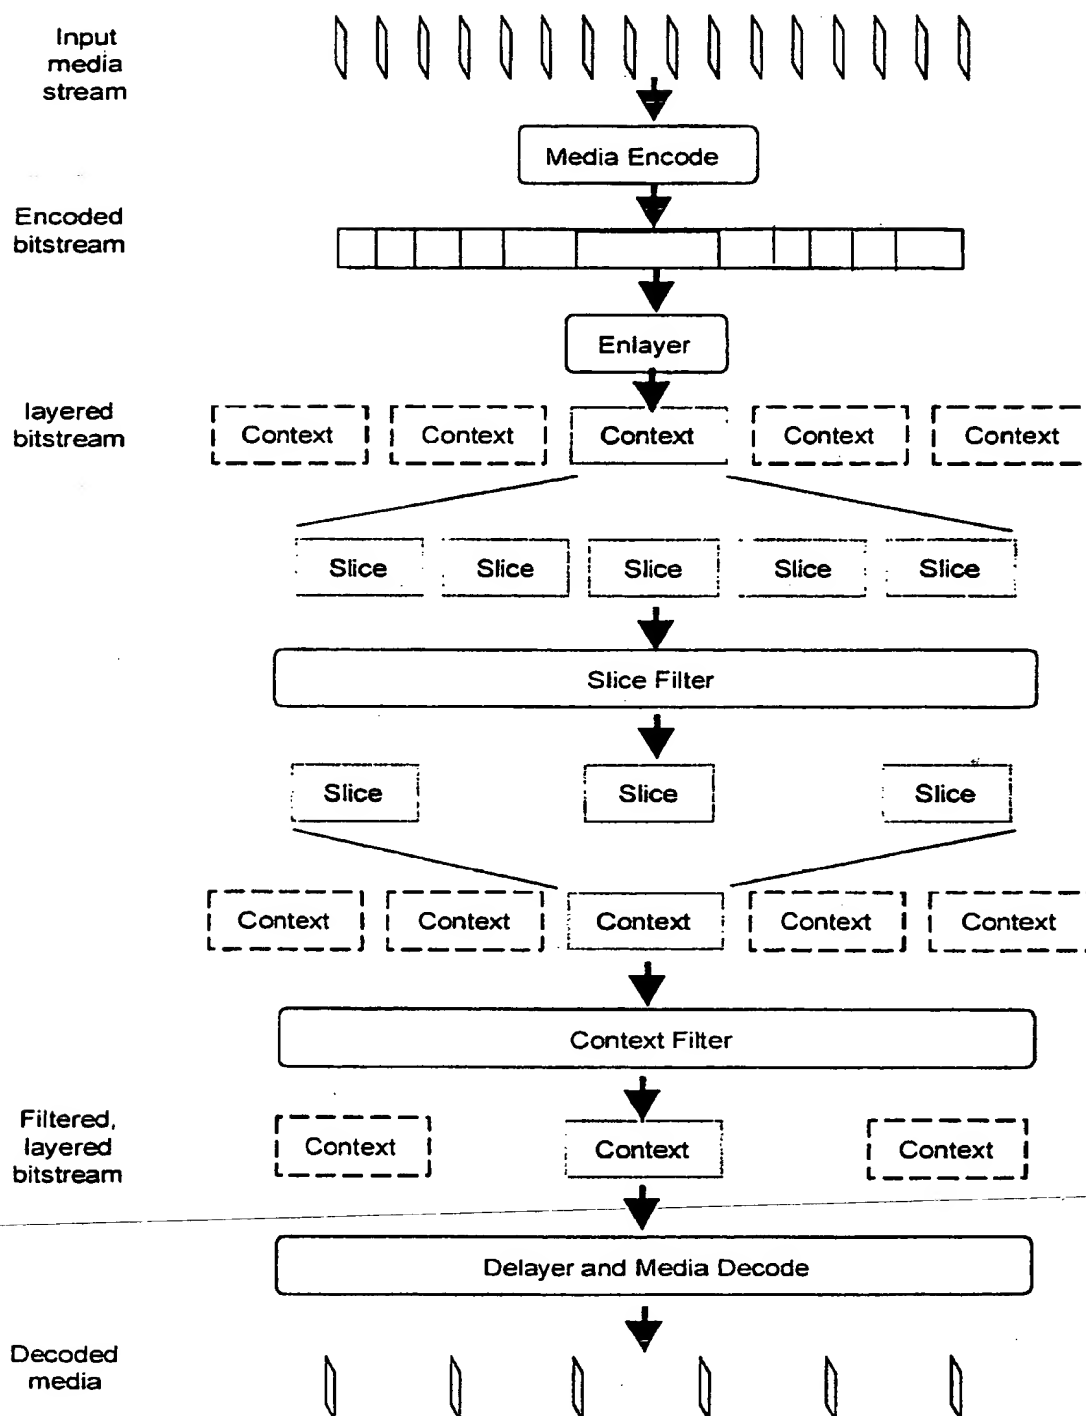 Input
media
stream
Media Encode
Encoded
bitstream
Enlayer
layered
bitstream
Context Context Context Context Context
Slice Slice Slice Slice Slice
Slice Filter
Slice Slice Slice
Context Context Context Context Context
Context Filter
Filtered,
layered
bitstream
Context Context Context
Delayer and Media Decode
Decoded
media